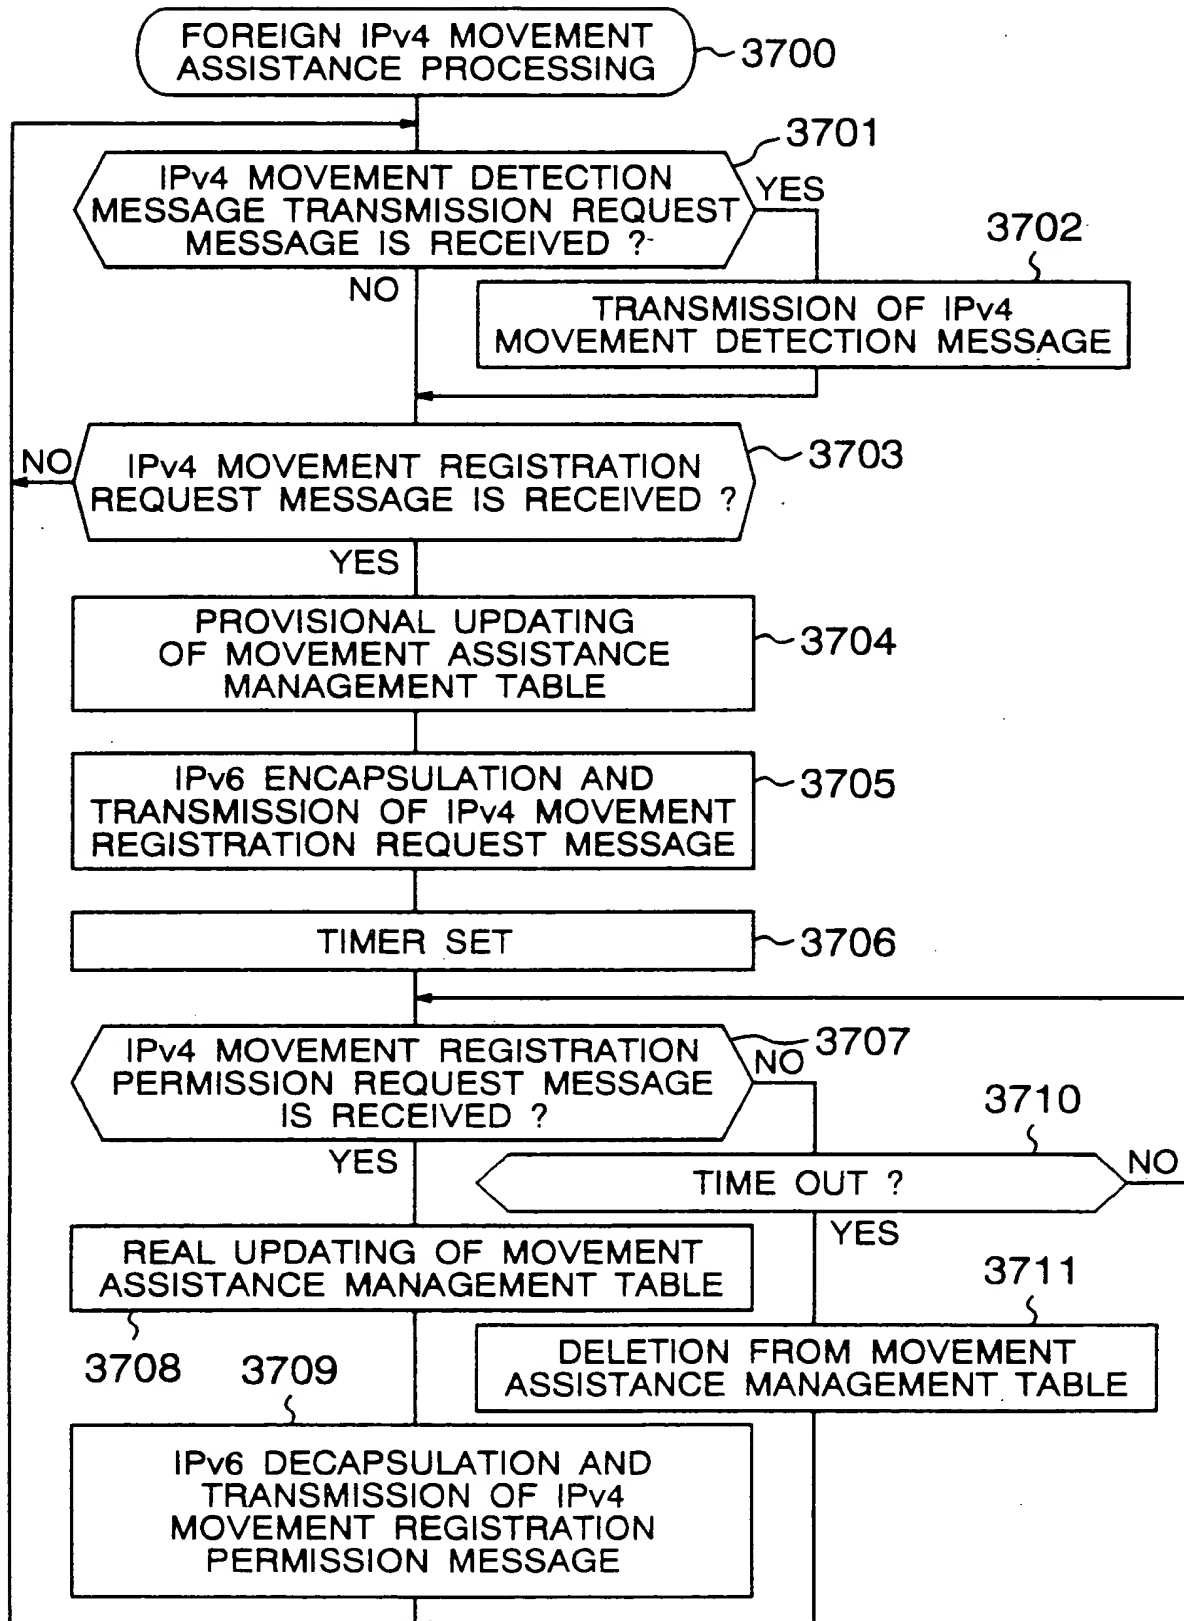 FOREIGN IPv4 MOVEMENT
ASSISTANCE PROCESSING
3700
3701
IPv4 MOVEMENT DETECTION
MESSAGE TRANSMISSION REQUEST
MESSAGE IS RECEIVED ?
YES
NO
3702
TRANSMISSION OF IPv4
MOVEMENT DETECTION MESSAGE
NO
IPv4 MOVEMENT REGISTRATION
REQUEST MESSAGE IS RECEIVED ?
3703
YES
PROVISIONAL UPDATING
OF MOVEMENT ASSISTANCE
MANAGEMENT TABLE
3704
IPv6 ENCAPSULATION AND
TRANSMISSION OF IPv4 MOVEMENT
REGISTRATION REQUEST MESSAGE
3705
TIMER SET
3706
IPv4 MOVEMENT REGISTRATION
PERMISSION REQUEST MESSAGE
IS RECEIVED ?
3707
NO
YES
3710
TIME OUT ?
NO
YES
REAL UPDATING OF MOVEMENT
ASSISTANCE MANAGEMENT TABLE
3708
3711
DELETION FROM MOVEMENT
ASSISTANCE MANAGEMENT TABLE
3709
IPv6 DECAPSULATION AND
TRANSMISSION OF IPv4
MOVEMENT REGISTRATION
PERMISSION MESSAGE